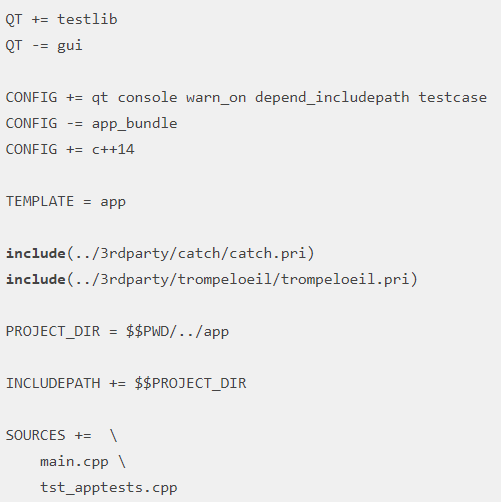 QT += testlib
QT -= gui
CONFIG += qt console warn_on depend_includepath testcase
CONFIG -= app_bundle
CONFIG += c++14
TEMPLATE = app
include(../3rdparty/catch/catch.pri)
include(../3rdparty/trompeloeil/trompeloeil.pri)
PROJECT_DIR = $$PWD/../app
INCLUDEPATH += $$PROJECT_DIR
SOURCES +=  \
    main.cpp \
    tst_apptests.cpp